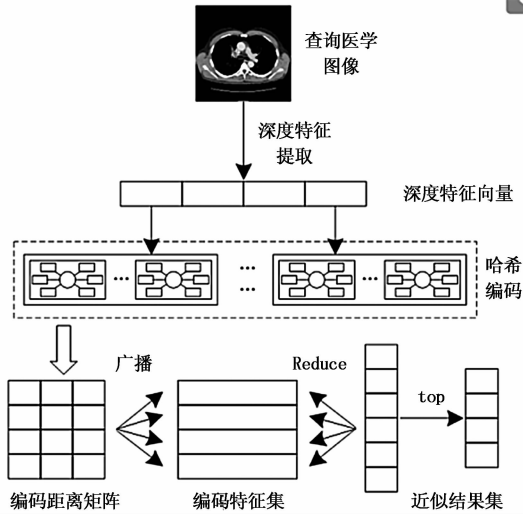 查询医学
图像
深度特征
提取
深度特征向量
哈希
编码
广播
Reduce
top
编码距离矩阵
编码特征集
近似结果集